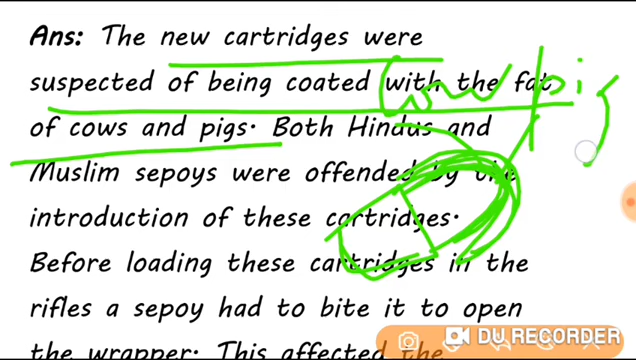 Ans: The new cartridges were
suspected of being coated with the fat
of cows and pigs. Both Hindus and
Muslim sepoys were offended by the
introduction of these cartridges.
Before loading these cartridges in the
rifles a sepoy had to bite it to open
the wrapper. This affected the
cow pig
DU RECORDER